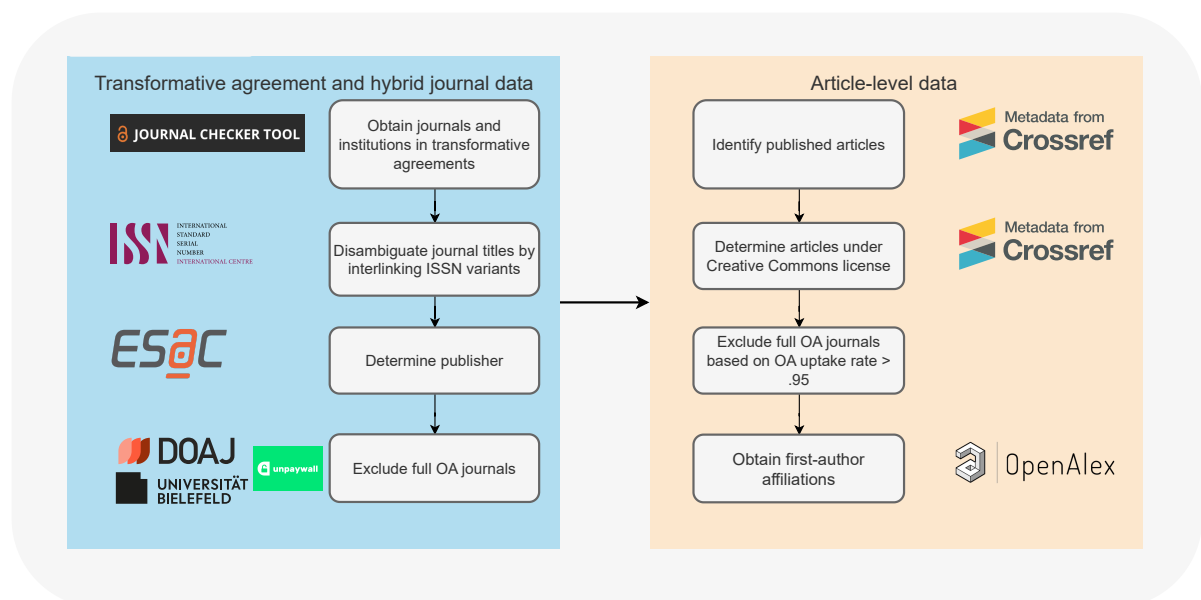 Transformative agreement and hybrid journal data
JOURNAL CHECKER TOOL
Obtain journals and
institutions in transformative
agreements
ISSN
INTERNATIONAL
STANDARD
SERIAL
NUMBER
INTERNATIONAL CENTRE
Disambiguate journal titles by
interlinking ISSN variants
ESAC
Determine publisher
DOAJ
UNIVERSITÄT
BIELEFELD
unpaywall
Exclude full OA journals
Article-level data
Identify published articles
Metadata from
Crossref
Determine articles under
Creative Commons license
Metadata from
Crossref
Exclude full OA journals
based on OA uptake rate >
.95
Obtain first-author
affiliations
OpenAlex